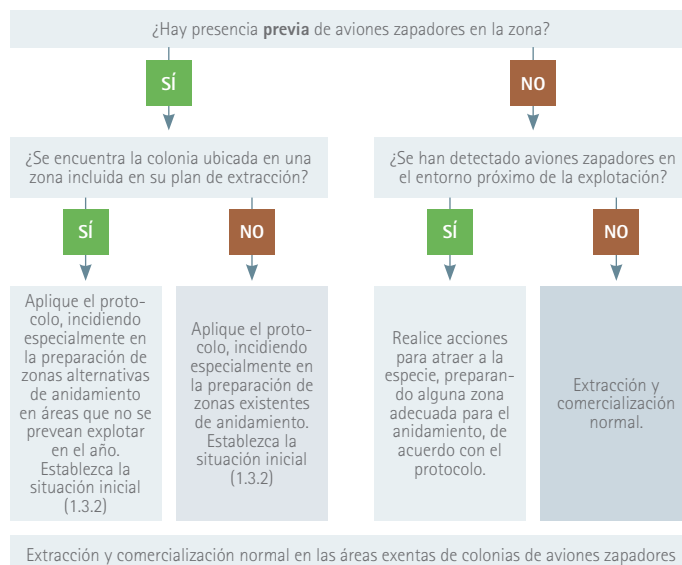 ¿Hay presencia previa de aviones zapadores en la zona?
SÍ
NO
¿Se encuentra la colonia ubicada en una
zona incluida en su plan de extracción?
¿Se han detectado aviones zapadores en
el entorno próximo de la explotación?
SÍ
NO
SÍ
NO
Aplique el proto-
colo, incidiendo
especialmente en
la preparación de
zonas alternativas
de anidamiento
en áreas que no se
prevean explotar
en el año.
Establezca la
situación inicial
(1.3.2)
Aplique el proto-
colo, incidiendo
especialmente en
la preparación de
zonas existentes
de anidamiento.
Establezca la
situación inicial
(1.3.2)
Realice acciones
para atraer a la
especie, preparan-
do alguna zona
adecuada para el
anidamiento, de
acuerdo con el
protocolo.
Extracción y
comercialización
normal.
Extracción y comercialización normal en las áreas exentas de colonias de aviones zapadores